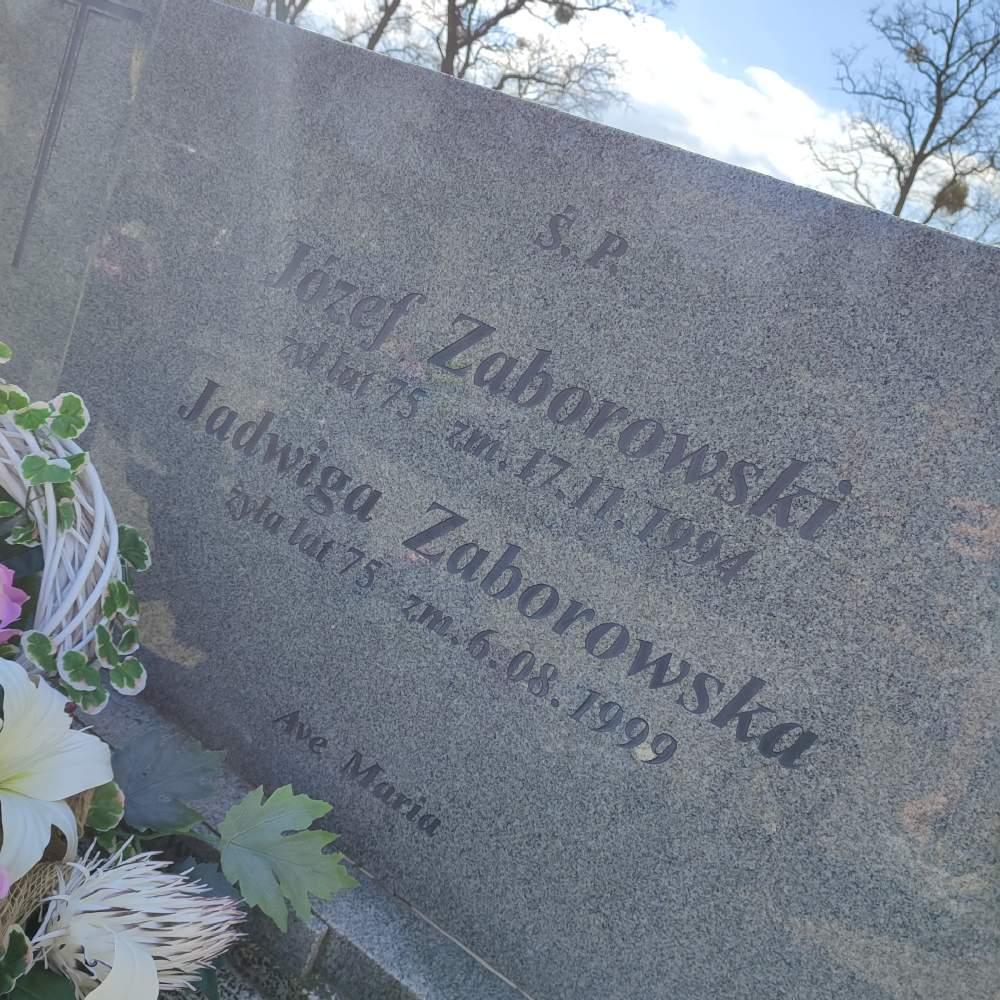 Ś. P.
Józef Zaborowski
żył lat 75 zm. 17. 11. 1994
Jadwiga Zaborowska
żyła lat 75 zm. 6. 08. 1999
Ave Maria